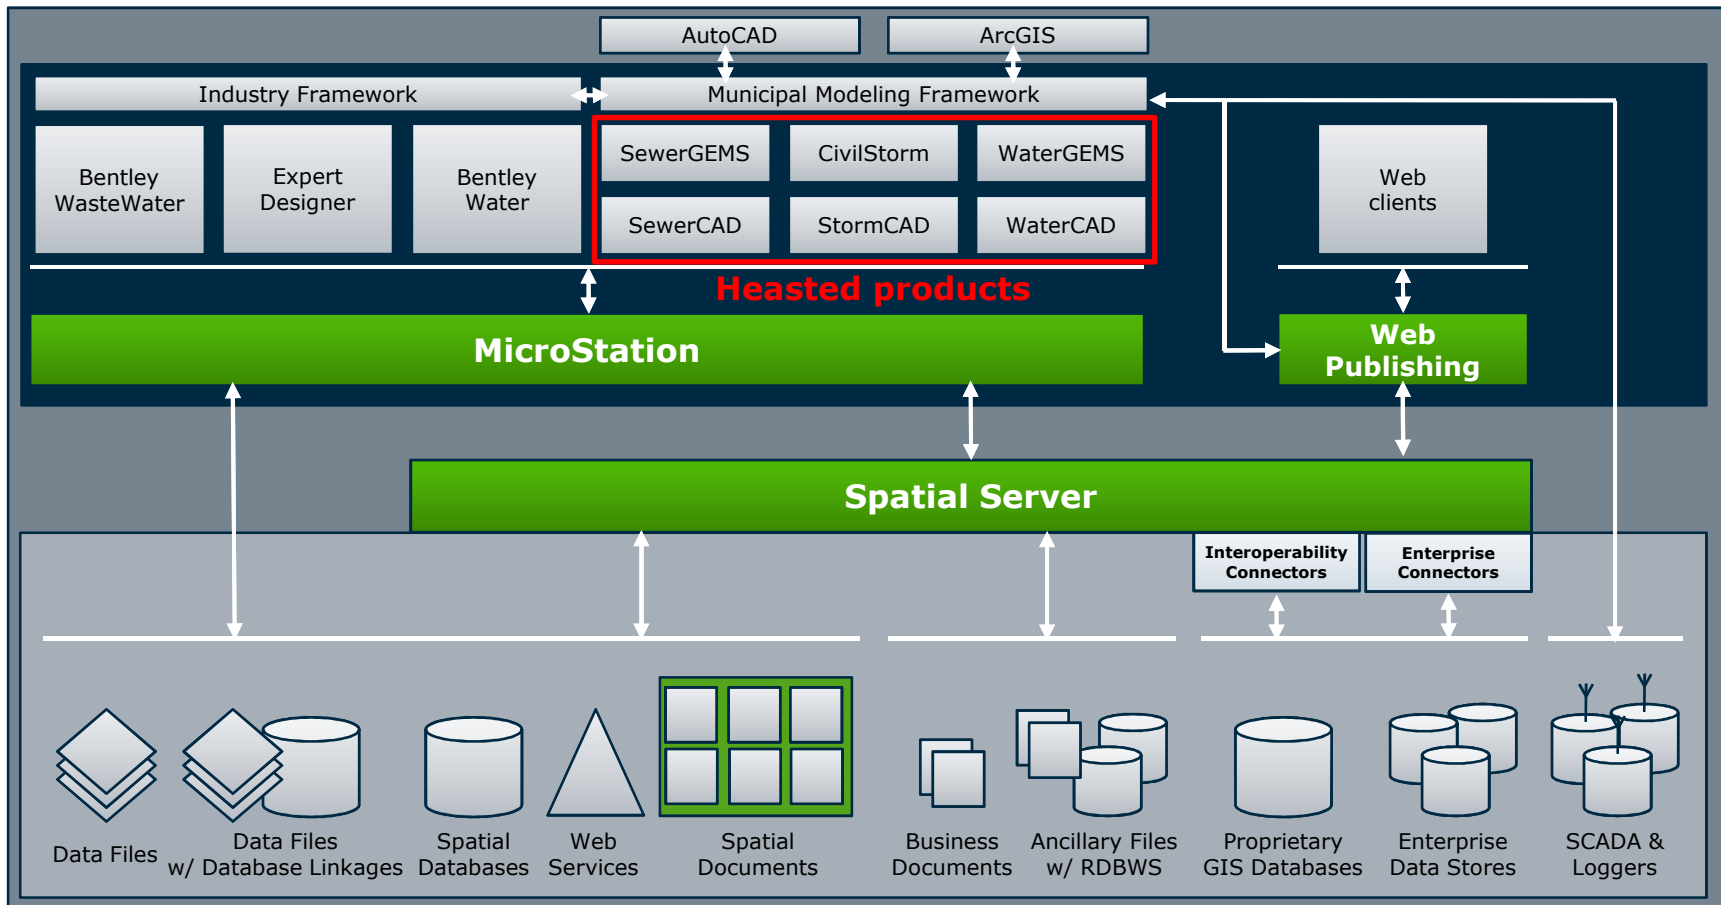 AutoCAD
ArcGIS
Industry Framework
Municipal Modeling Framework
Bentley
WasteWater
Expert
Designer
Bentley
Water
SewerGEMS
CivilStorm
WaterGEMS
SewerCAD
StormCAD
WaterCAD
Web
clients
Heasted products
MicroStation
Web
Publishing
Spatial Server
Interoperability
Connectors
Enterprise
Connectors
Data Files
Data Files
w/ Database Linkages
Spatial
Databases
Web
Services
Spatial
Documents
Business
Documents
Ancillary Files
w/ RDBWS
Proprietary
GIS Databases
Enterprise
Data Stores
SCADA &
Loggers